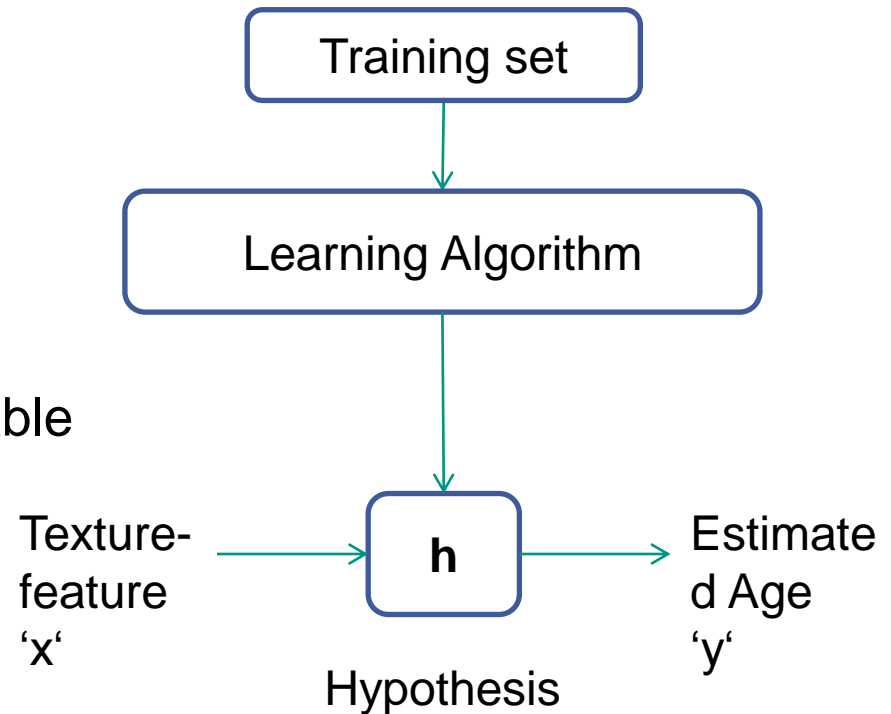 Training set
Learning Algorithm
ble
Texture-
feature
‘x‘
h
Estimate
d Age
‘y‘
Hypothesis